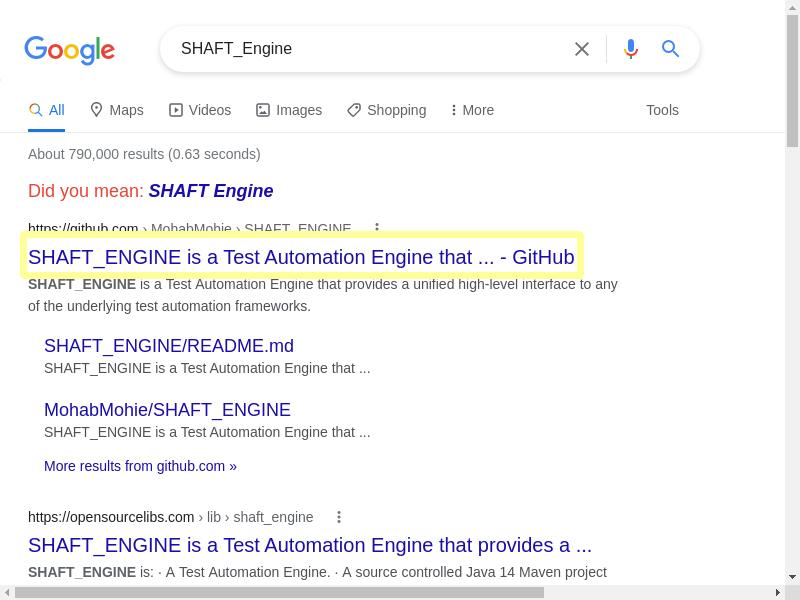 Google
SHAFT_Engine
All Maps Videos Images Shopping More Tools
About 790,000 results (0.63 seconds)
Did you mean: SHAFT Engine
https://github.com › MohabMohie › SHAFT_ENGINE
SHAFT_ENGINE is a Test Automation Engine that ... - GitHub
SHAFT_ENGINE is a Test Automation Engine that provides a unified high-level interface to any
of the underlying test automation frameworks.
SHAFT_ENGINE/README.md
SHAFT_ENGINE is a Test Automation Engine that ...
MohabMohie/SHAFT_ENGINE
SHAFT_ENGINE is a Test Automation Engine that ...
More results from github.com »
https://opensourcelibs.com › lib › shaft_engine
SHAFT_ENGINE is a Test Automation Engine that provides a ...
SHAFT_ENGINE is: · A Test Automation Engine. · A source controlled Java 14 Maven project